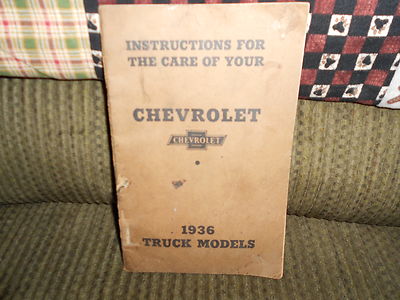 INSTRUCTIONS FOR
THE CARE OF YOUR
CHEVROLET
CHEVROLET
1936
TRUCK MODELS